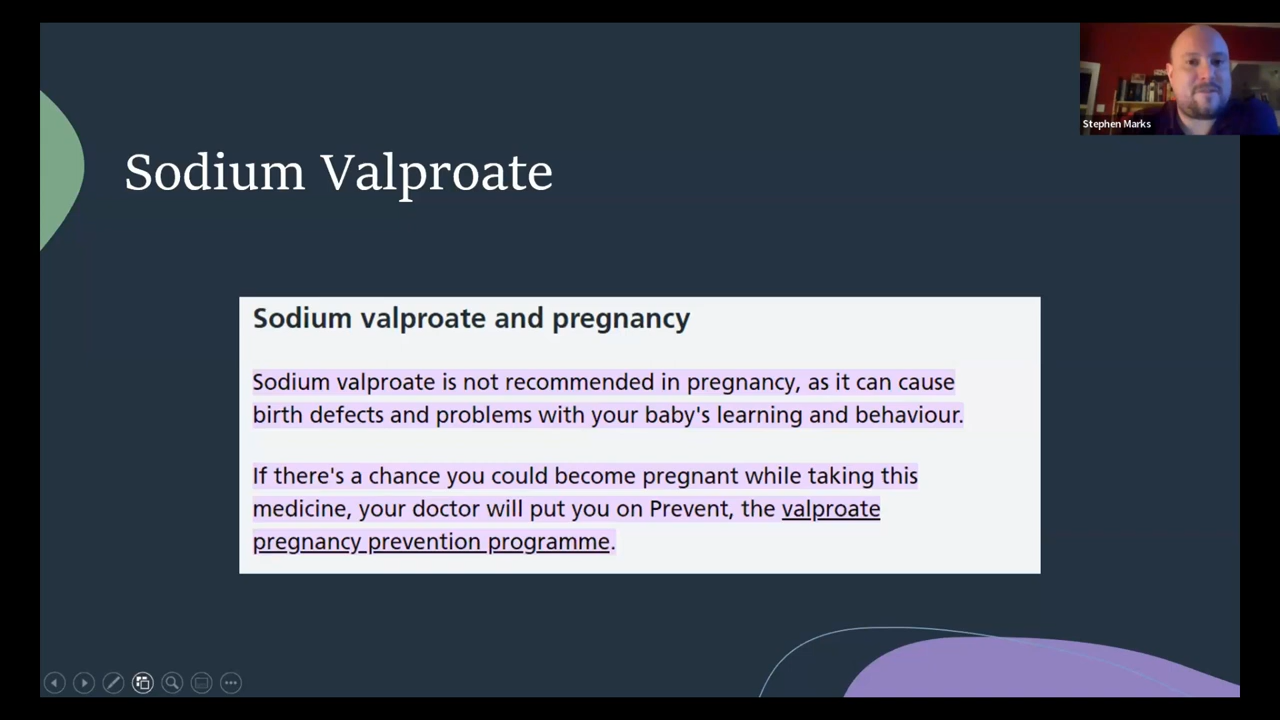 Stephen Marks
Sodium Valproate
Sodium valproate and pregnancy
Sodium valproate is not recommended in pregnancy, as it can cause
birth defects and problems with your baby's learning and behaviour.
If there's a chance you could become pregnant while taking this
medicine, your doctor will put you on Prevent, the valproate
pregnancy prevention programme.